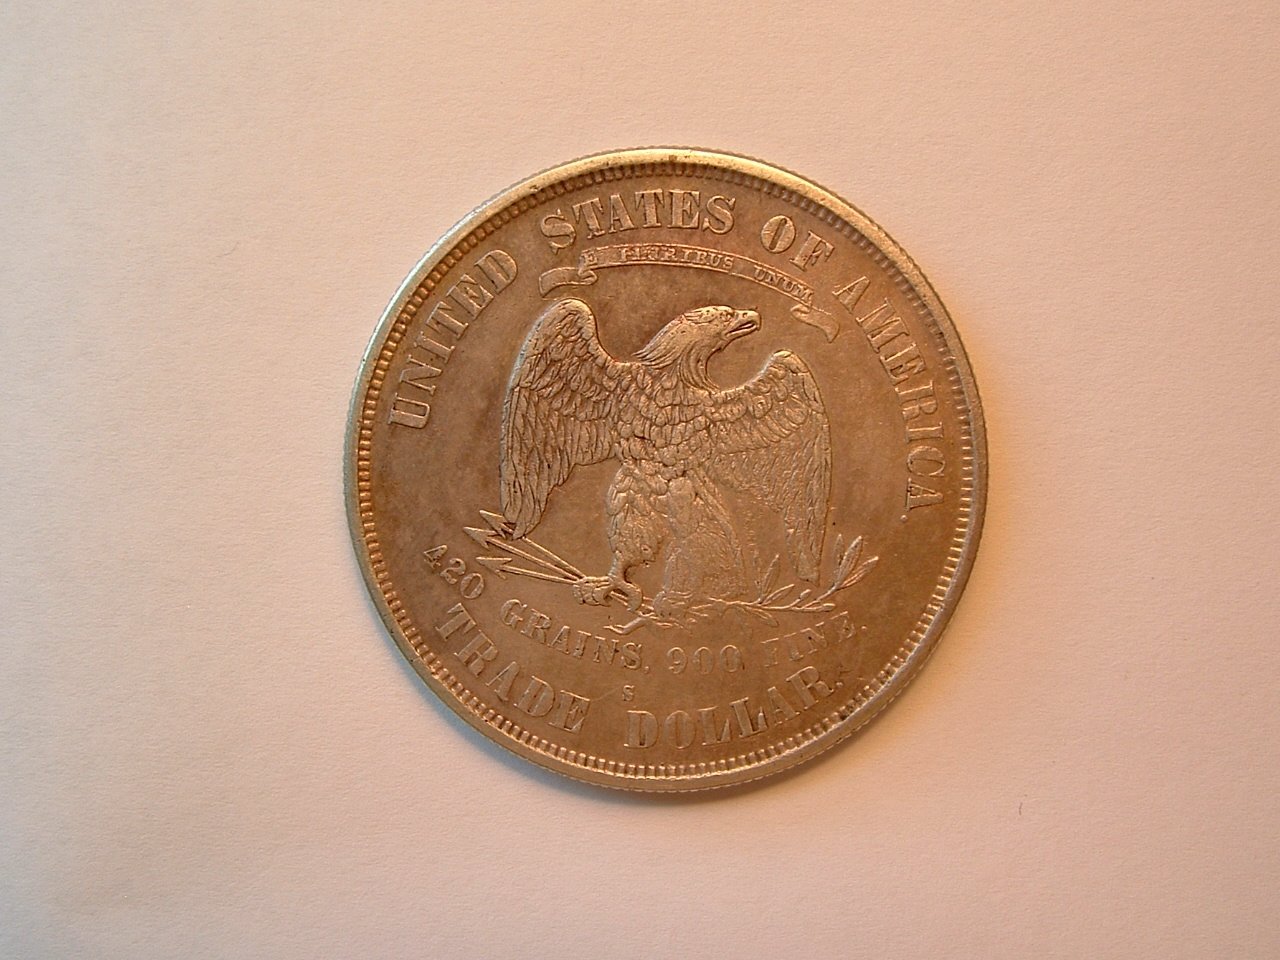 UNITED STATES OF AMERICA.
E PLURIBUS UNUM
420 GRAINS, 900 FINE.
S
TRADE DOLLAR.